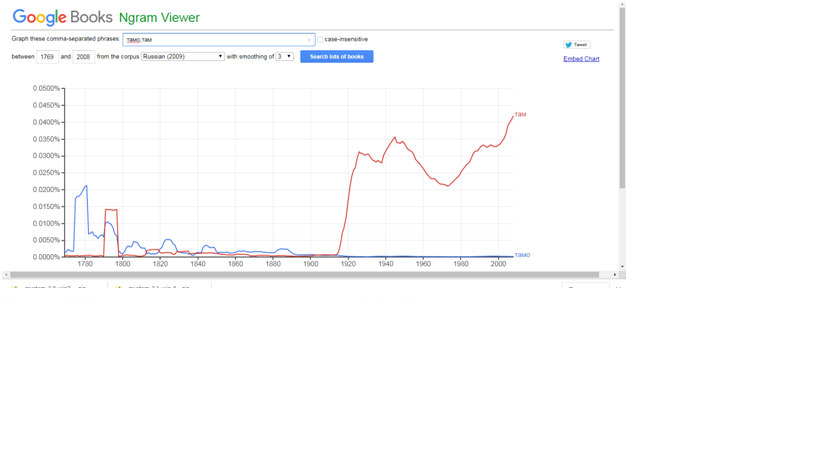 Google Books Ngram Viewer
Graph these comma-separated phrases: тамо,там case-insensitive
Tweet
between 1769 and 2008 from the corpus Russian (2009) with smoothing of 3 Search lots of books
Embed Chart
0.0500%
0.0450%
там
0.0400%
0.0350%
0.0300%
0.0250%
0.0200%
0.0150%
0.0100%
0.0050%
0.0000%
тамо
1780 1800 1820 1840 1860 1880 1900 1920 1940 1960 1980 2000